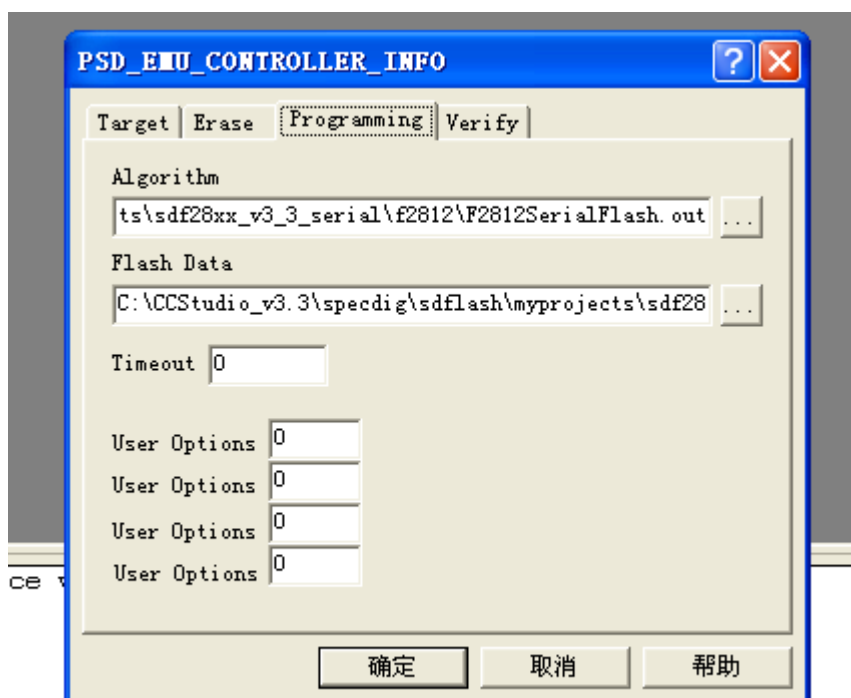 PSD_EMU_CONTROLLER_INFO
Target Erase Programming Verify
Algorithm
ts\sdf28xx_v3_3_serial\f2812\F2812SerialFlash.out ...
Flash Data
C:\CCStudio_v3.3\specdig\sdflash\myprojects\sdf28 ...
Timeout 0
User Options 0
User Options 0
User Options 0
User Options 0
ce
确定 取消 帮助